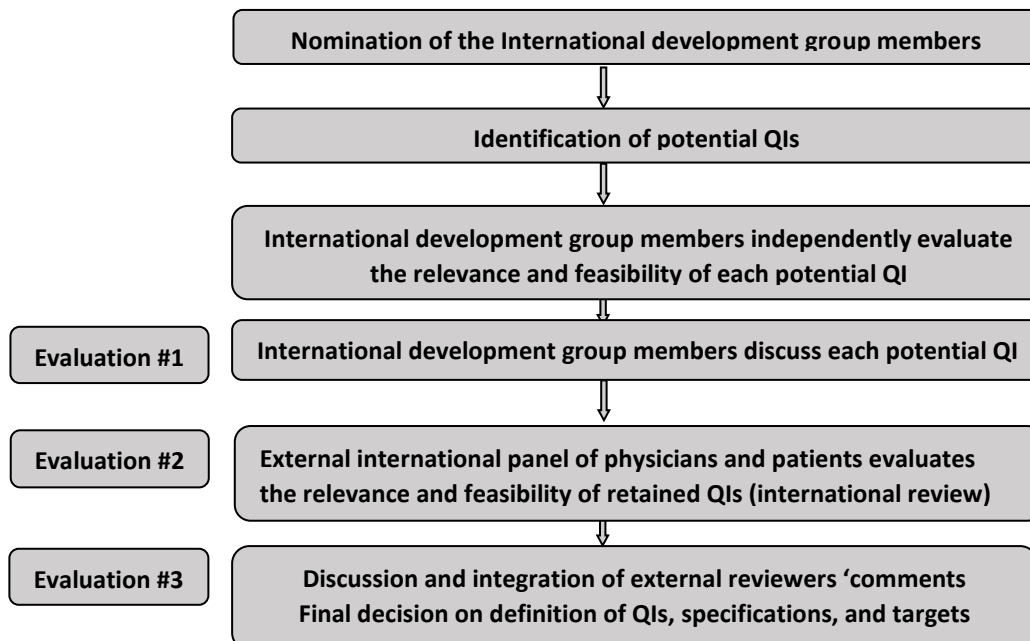 Nomination of the International development group members
Identification of potential QIs
International development group members independently evaluate
the relevance and feasibility of each potential QI
Evaluation #1
International development group members discuss each potential QI
Evaluation #2
External international panel of physicians and patients evaluates
the relevance and feasibility of retained QIs (international review)
Evaluation #3
Discussion and integration of external reviewers ‘comments
Final decision on definition of QIs, specifications, and targets